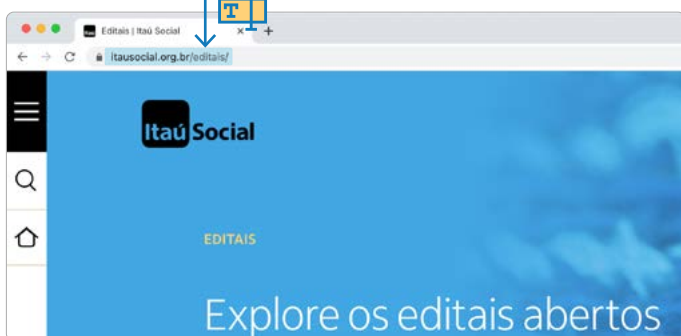 T
Editais | Itaú Social
itausocial.org.br/editais/
Itaú Social
EDITAIS
Explore os editais abertos